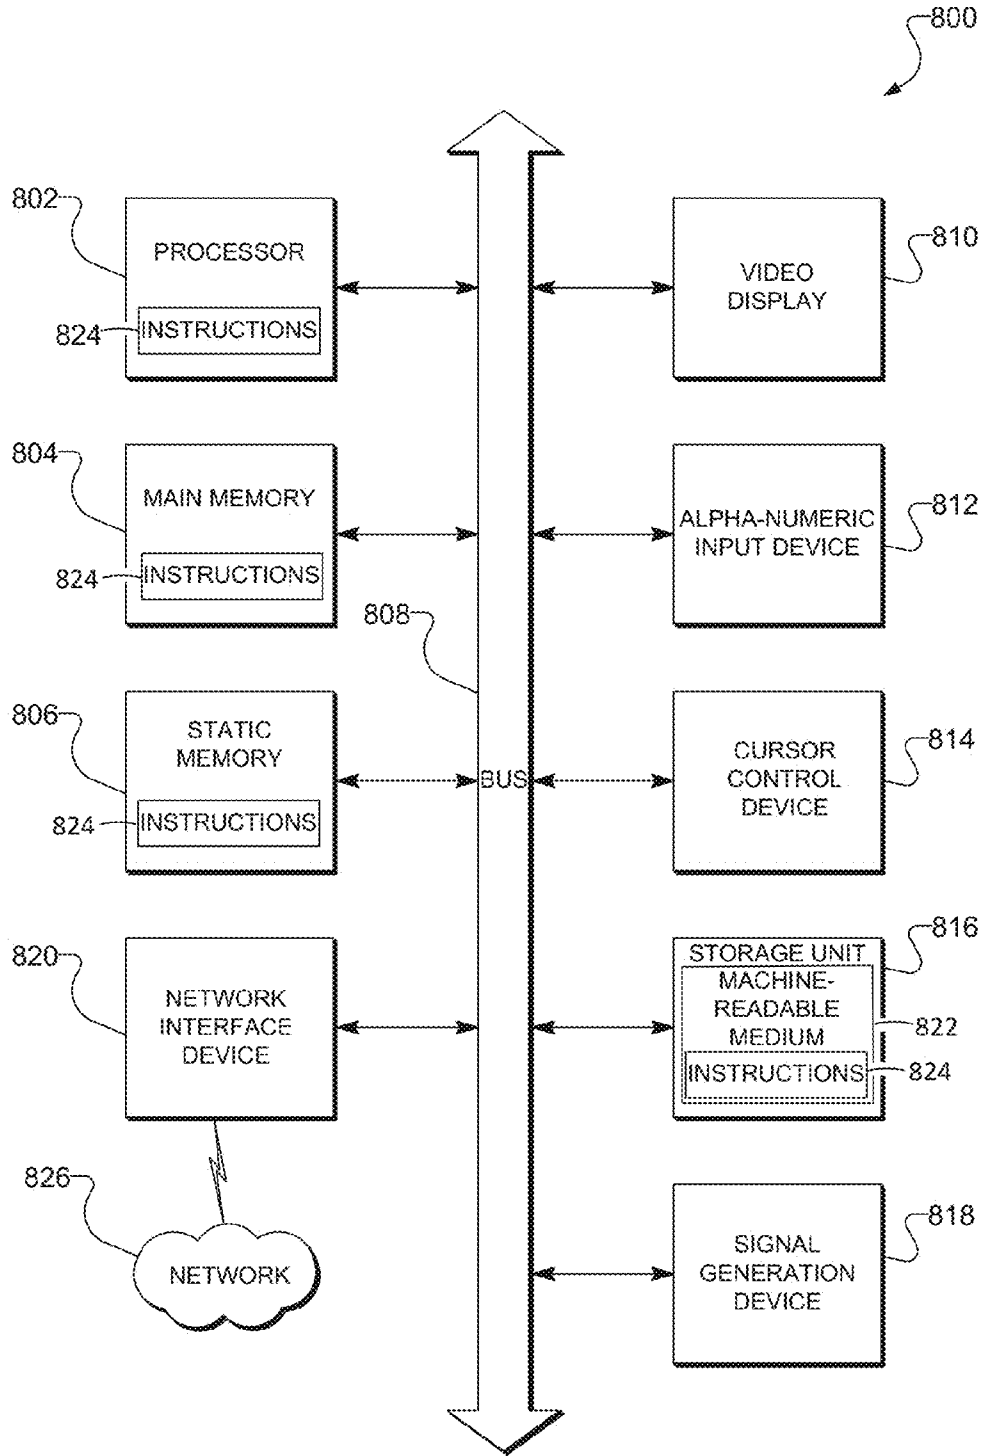 800
802
PROCESSOR
824
INSTRUCTIONS
804
MAIN MEMORY
824
INSTRUCTIONS
806
STATIC
MEMORY
824
INSTRUCTIONS
820
NETWORK
INTERFACE
DEVICE
826
NETWORK
808
BUS
810
VIDEO
DISPLAY
812
ALPHA-NUMERIC
INPUT DEVICE
814
CURSOR
CONTROL
DEVICE
816
STORAGE UNIT
MACHINE-
READABLE
MEDIUM
822
INSTRUCTIONS
824
818
SIGNAL
GENERATION
DEVICE